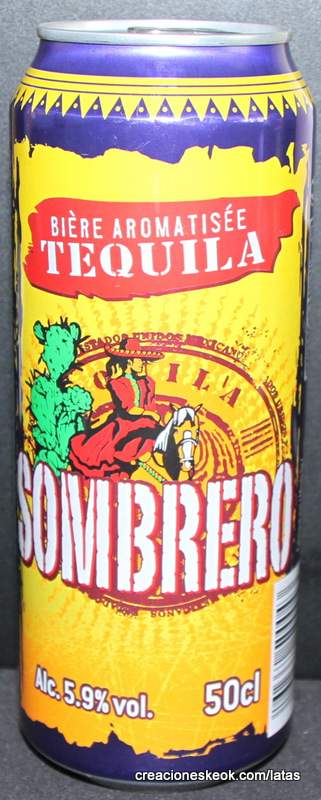 BIÈRE AROMATISÉE
TEQUILA
SOMBRERO
Alc. 5.9% vol.
50cl
creacioneskeok.com/latas